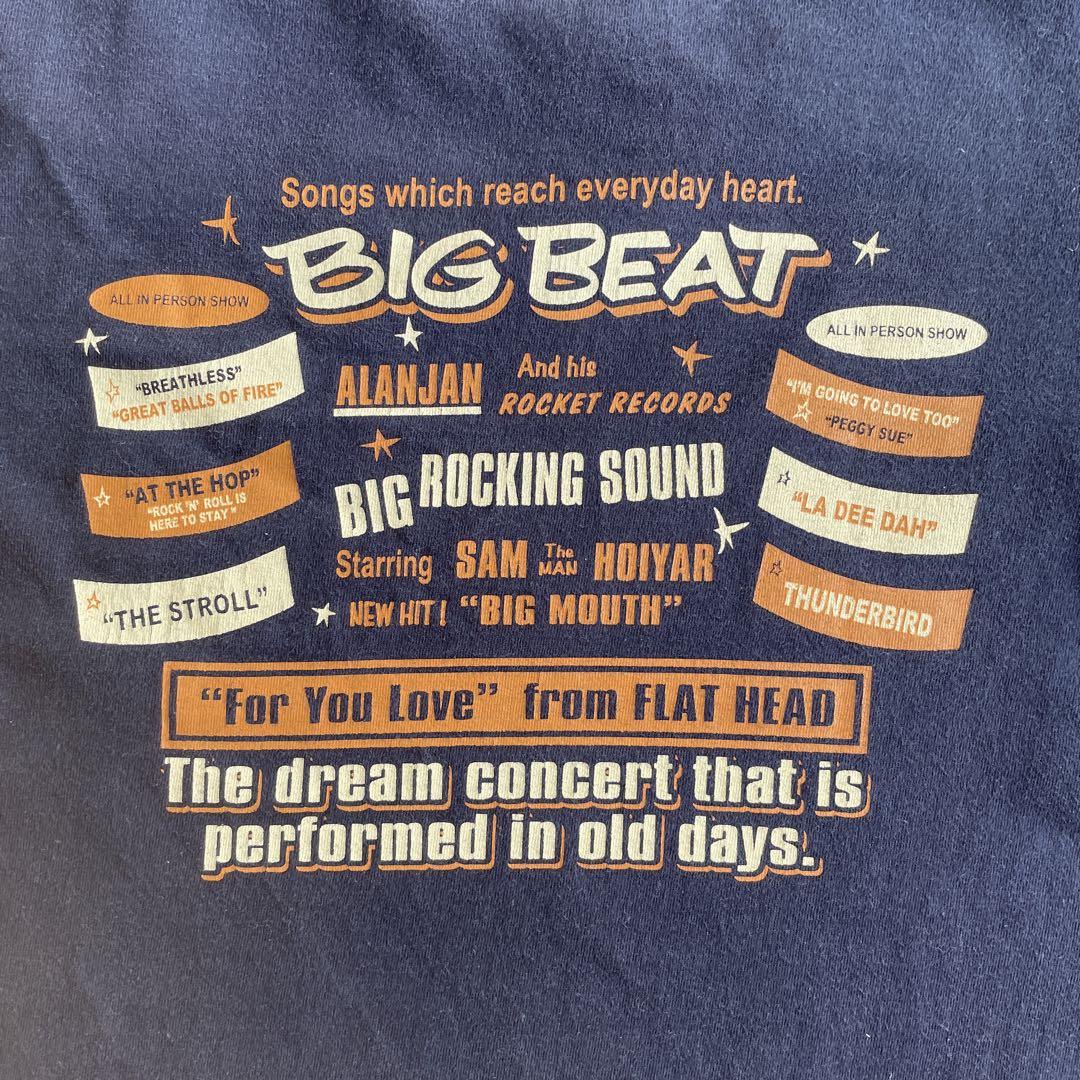 Songs which reach everyday heart.
BIG BEAT
ALL IN PERSON SHOW
"BREATHLESS"
"GREAT BALLS OF FIRE"
"AT THE HOP"
"ROCK 'N' ROLL IS
HERE TO STAY"
"THE STROLL"
ALANJAN And his
ROCKET RECORDS
BIG ROCKING SOUND
Starring SAM The MAN HOIYAR
NEW HIT! "BIG MOUTH"
ALL IN PERSON SHOW
"I'M GOING TO LOVE TOO"
"PEGGY SUE"
"LA DEE DAH"
THUNDERBIRD
"For You Love" from FLAT HEAD
The dream concert that is
performed in old days.